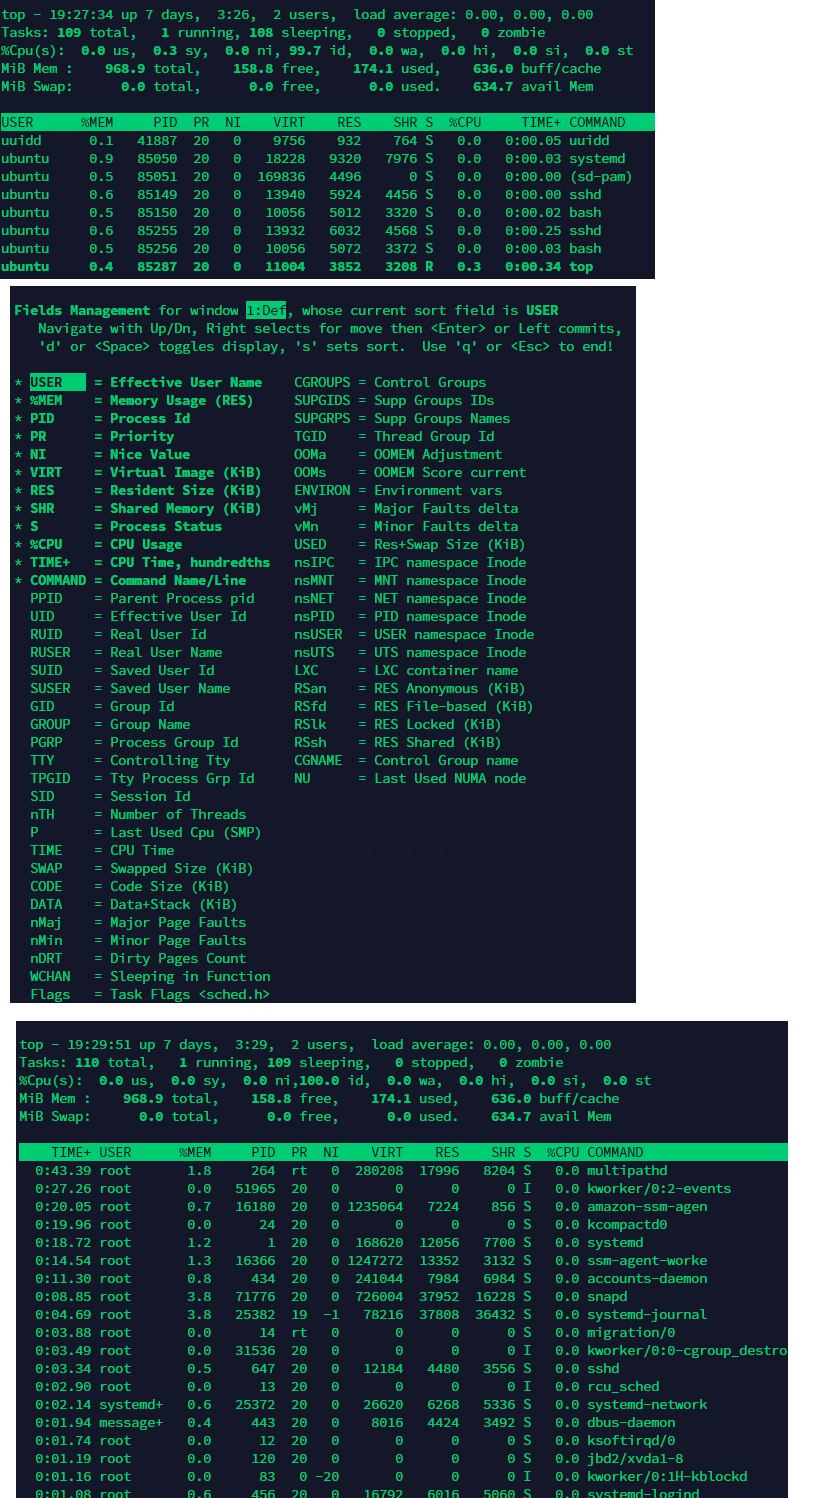 top - 19:27:34 up 7 days,  3:26,  2 users,  load average: 0.00, 0.00, 0.00
Tasks: 109 total,   1 running, 108 sleeping,   0 stopped,   0 zombie
%Cpu(s):  0.0 us,  0.3 sy,  0.0 ni, 99.7 id,  0.0 wa,  0.0 hi,  0.0 si,  0.0 st
MiB Mem :    968.9 total,    158.8 free,    174.1 used,    636.0 buff/cache
MiB Swap:      0.0 total,      0.0 free,      0.0 used.    634.7 avail Mem
USER      %MEM     PID  PR  NI    VIRT    RES    SHR S  %CPU     TIME+ COMMAND
uuidd      0.1   41887  20   0    9756    932    764 S   0.0   0:00.05 uuidd
ubuntu     0.9   85050  20   0   18228   9320   7976 S   0.0   0:00.03 systemd
ubuntu     0.5   85051  20   0  169836   4496      0 S   0.0   0:00.00 (sd-pam)
ubuntu     0.6   85149  20   0   13940   5924   4456 S   0.0   0:00.00 sshd
ubuntu     0.5   85150  20   0   10056   5012   3320 S   0.0   0:00.02 bash
ubuntu     0.6   85255  20   0   13932   6032   4568 S   0.0   0:00.25 sshd
ubuntu     0.5   85256  20   0   10056   5072   3372 S   0.0   0:00.03 bash
ubuntu     0.4   85287  20   0   11004   3852   3208 R   0.3   0:00.34 top
Fields Management for window 1:Def, whose current sort field is USER
   Navigate with Up/Dn, Right selects for move then <Enter> or Left commits,
   'd' or <Space> toggles display, 's' sets sort.  Use 'q' or <Esc> to end!
* USER    = Effective User Name    CGROUPS = Control Groups
* %MEM    = Memory Usage (RES)     SUPGIDS = Supp Groups IDs
* PID     = Process Id             SUPGRPS = Supp Groups Names
* PR      = Priority               TGID    = Thread Group Id
* NI      = Nice Value             OOMa    = OOMEM Adjustment
* VIRT    = Virtual Image (KiB)    OOMs    = OOMEM Score current
* RES     = Resident Size (KiB)    ENVIRON = Environment vars
* SHR     = Shared Memory (KiB)    vMj     = Major Faults delta
* S       = Process Status         vMn     = Minor Faults delta
* %CPU    = CPU Usage              USED    = Res+Swap Size (KiB)
* TIME+   = CPU Time, hundredths   nsIPC   = IPC namespace Inode
* COMMAND = Command Name/Line      nsMNT   = MNT namespace Inode
  PPID    = Parent Process pid     nsNET   = NET namespace Inode
  UID     = Effective User Id      nsPID   = PID namespace Inode
  RUID    = Real User Id           nsUSER  = USER namespace Inode
  RUSER   = Real User Name         nsUTS   = UTS namespace Inode
  SUID    = Saved User Id          LXC     = LXC container name
  SUSER   = Saved User Name        RSan    = RES Anonymous (KiB)
  GID     = Group Id               RSfd    = RES File-based (KiB)
  GROUP   = Group Name             RSlk    = RES Locked (KiB)
  PGRP    = Process Group Id       RSsh    = RES Shared (KiB)
  TTY     = Controlling Tty        CGNAME  = Control Group name
  TPGID   = Tty Process Grp Id     NU      = Last Used NUMA node
  SID     = Session Id
  nTH     = Number of Threads
  P       = Last Used Cpu (SMP)
  TIME    = CPU Time
  SWAP    = Swapped Size (KiB)
  CODE    = Code Size (KiB)
  DATA    = Data+Stack (KiB)
  nMaj    = Major Page Faults
  nMin    = Minor Page Faults
  nDRT    = Dirty Pages Count
  WCHAN   = Sleeping in Function
  Flags   = Task Flags <sched.h>
top - 19:29:51 up 7 days,  3:29,  2 users,  load average: 0.00, 0.00, 0.00
Tasks: 110 total,   1 running, 109 sleeping,   0 stopped,   0 zombie
%Cpu(s):  0.0 us,  0.0 sy,  0.0 ni,100.0 id,  0.0 wa,  0.0 hi,  0.0 si,  0.0 st
MiB Mem :    968.9 total,    158.8 free,    174.1 used,    636.0 buff/cache
MiB Swap:      0.0 total,      0.0 free,      0.0 used.    634.7 avail Mem
    TIME+ USER      %MEM     PID  PR  NI    VIRT    RES    SHR S  %CPU COMMAND
  0:43.39 root       1.8     264  rt   0  280208  17996   8204 S   0.0 multipathd
  0:27.26 root       0.0   51965  20   0       0      0      0 I   0.0 kworker/0:2-events
  0:20.05 root       0.7   16180  20   0 1235064   7224    856 S   0.0 amazon-ssm-agen
  0:19.96 root       0.0      24  20   0       0      0      0 S   0.0 kcompactd0
  0:18.72 root       1.2       1  20   0  168620  12056   7700 S   0.0 systemd
  0:14.54 root       1.3   16366  20   0 1247272  13352   3132 S   0.0 ssm-agent-worke
  0:11.30 root       0.8     434  20   0  241044   7984   6984 S   0.0 accounts-daemon
  0:08.85 root       3.8   71776  20   0  726004  37952  16228 S   0.0 snapd
  0:04.69 root       3.8   25382  19  -1   78216  37808  36432 S   0.0 systemd-journal
  0:03.88 root       0.0      14  rt   0       0      0      0 S   0.0 migration/0
  0:03.49 root       0.0   31536  20   0       0      0      0 I   0.0 kworker/0:0-cgroup_destro
  0:03.34 root       0.5     647  20   0   12184   4480   3556 S   0.0 sshd
  0:02.90 root       0.0      13  20   0       0      0      0 I   0.0 rcu_sched
  0:02.14 systemd+   0.6   25372  20   0   26620   6268   5336 S   0.0 systemd-network
  0:01.94 message+   0.4     443  20   0    8016   4424   3492 S   0.0 dbus-daemon
  0:01.74 root       0.0      12  20   0       0      0      0 S   0.0 ksoftirqd/0
  0:01.19 root       0.0     120  20   0       0      0      0 S   0.0 jbd2/xvda1-8
  0:01.16 root       0.0      83   0 -20       0      0      0 I   0.0 kworker/0:1H-kblockd
  0:01.08 root       0.6     456  20   0   16792   6016   5060 S   0.0 systemd-logind